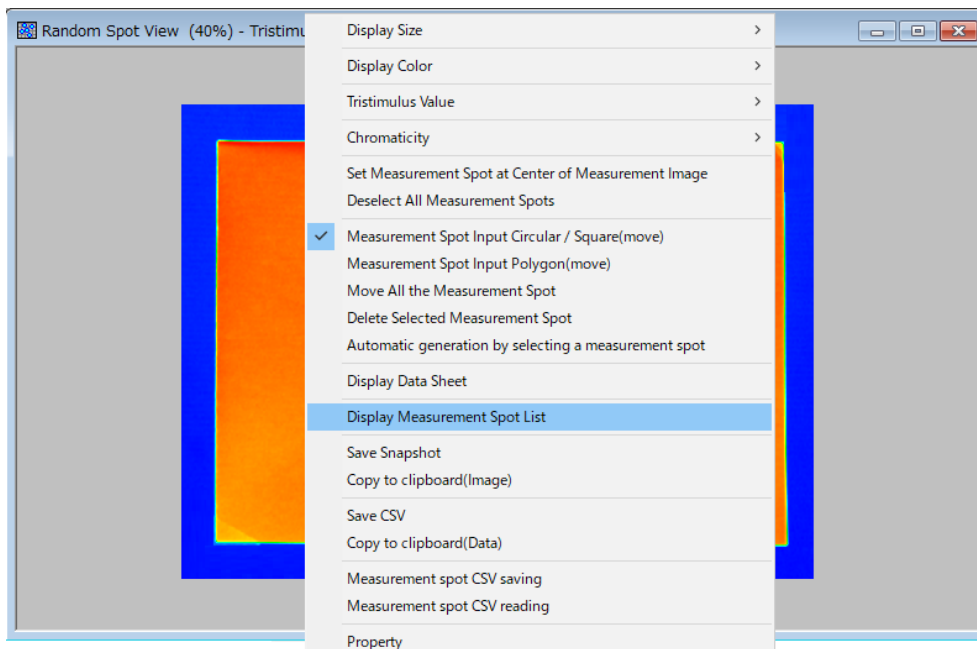 Random Spot View (40%) - Tristimu
Display Size
Display Color
Tristimulus Value
Chromaticity
Set Measurement Spot at Center of Measurement Image
Deselect All Measurement Spots
Measurement Spot Input Circular / Square(move)
Measurement Spot Input Polygon(move)
Move All the Measurement Spot
Delete Selected Measurement Spot
Automatic generation by selecting a measurement spot
Display Data Sheet
Display Measurement Spot List
Save Snapshot
Copy to clipboard(Image)
Save CSV
Copy to clipboard(Data)
Measurement spot CSV saving
Measurement spot CSV reading
Property